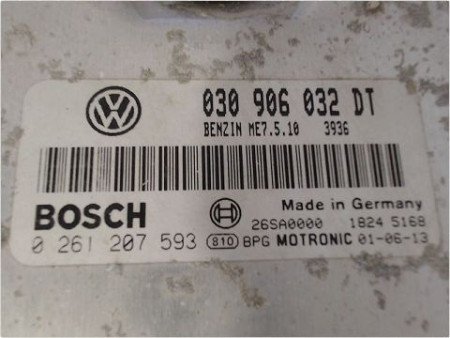 030 906 032 DT
BENZIN ME7.5.10 3936
Made in Germany
BOSCH 26SA0000 1824 5168
0 261 207 593 810 BPG MOTRONIC 01-06-13